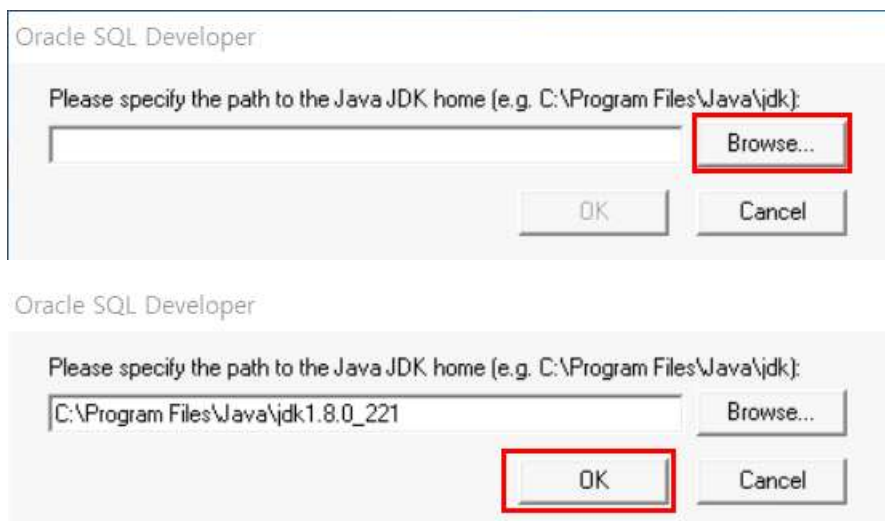 Oracle SQL Developer
Please specify the path to the Java JDK home (e.g. C:\Program Files\Java\jdk):
Browse...
OK
Cancel
Oracle SQL Developer
Please specify the path to the Java JDK home (e.g. C:\Program Files\Java\jdk):
C:\Program Files\Java\jdk1.8.0_221
Browse...
OK
Cancel